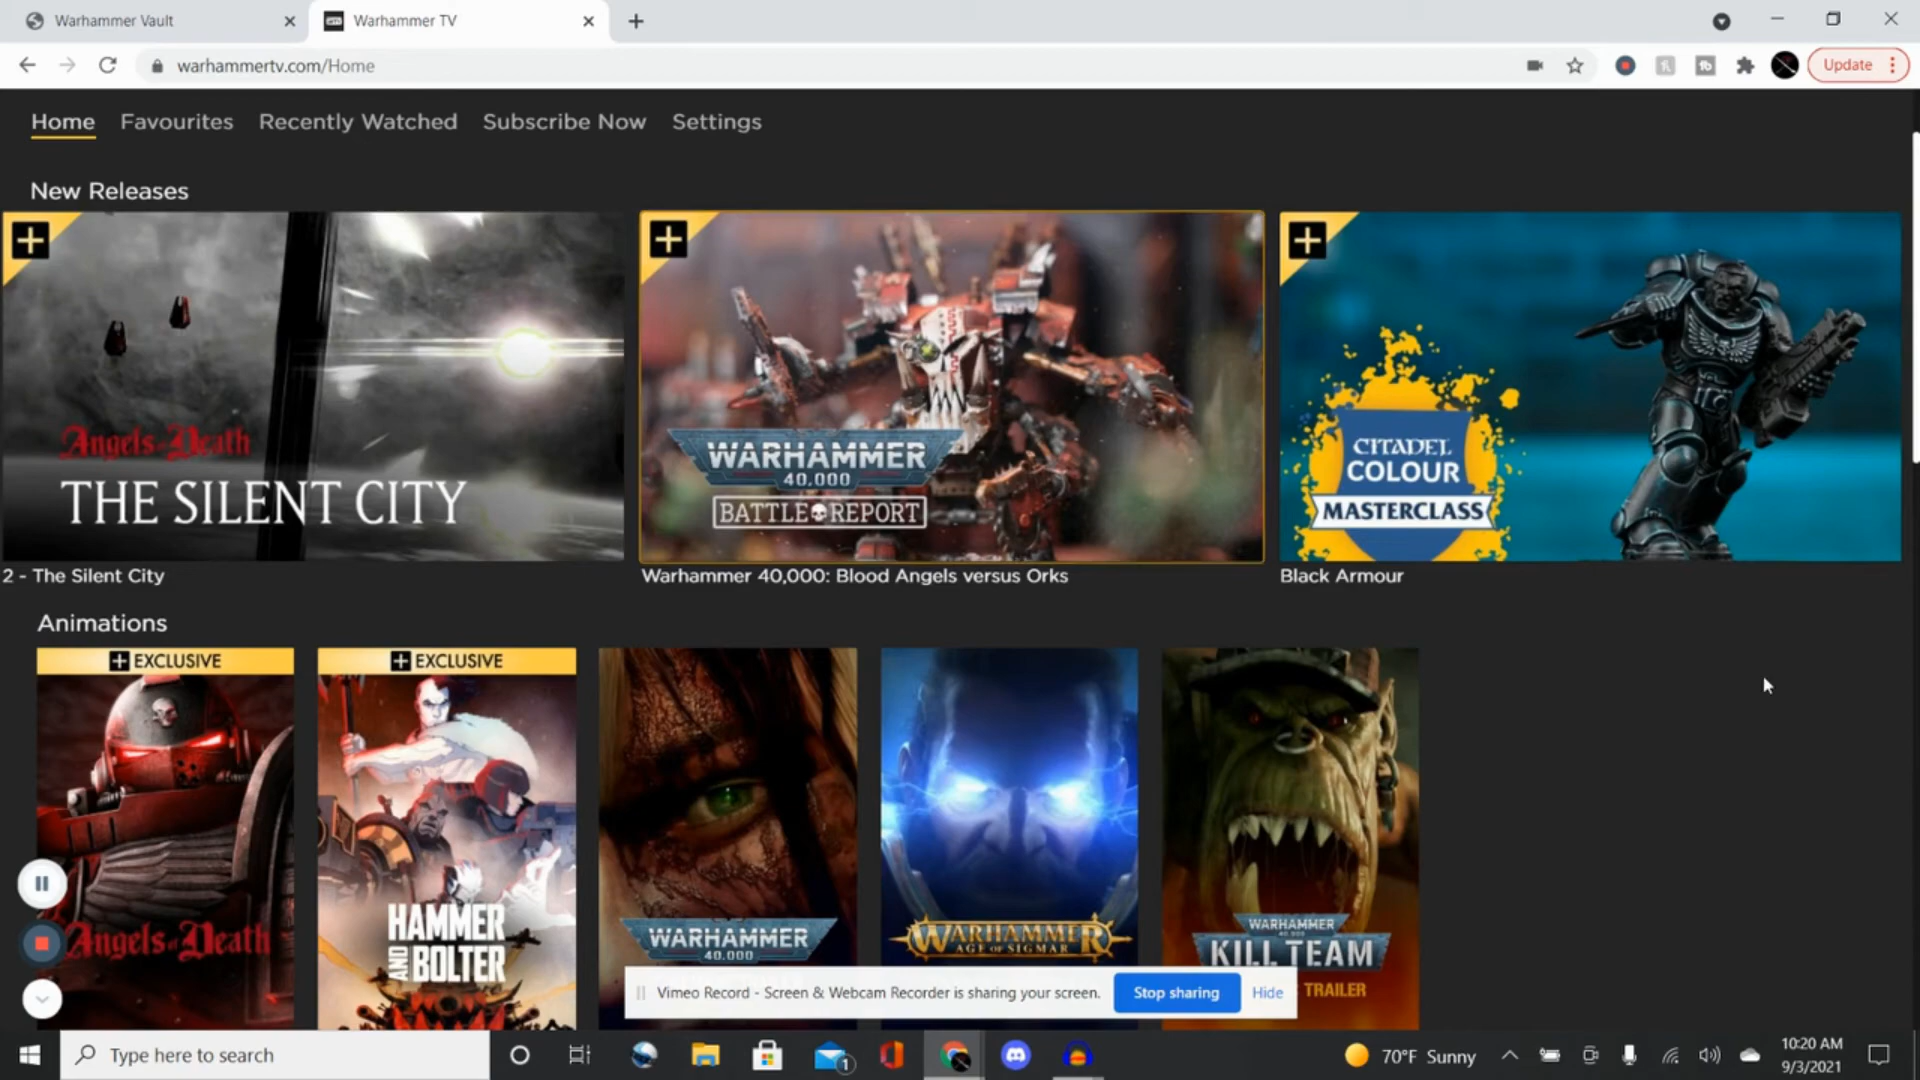 Warhammer Vault
Warhammer TV
warhammertv.com/Home
Update
Home Favourites Recently Watched Subscribe Now Settings
New Releases
Angels of Death
THE SILENT CITY
WARHAMMER
40,000
BATTLE REPORT
CITADEL
COLOUR
MASTERCLASS
2 - The Silent City
Warhammer 40,000: Blood Angels versus Orks
Black Armour
Animations
EXCLUSIVE
EXCLUSIVE
Angels of Death
HAMMER
AND BOLTER
WARHAMMER
40,000
WARHAMMER
AGE OF SIGMAR
WARHAMMER
40,000
KILL TEAM
TRAILER
Vimeo Record - Screen & Webcam Recorder is sharing your screen.
Stop sharing
Hide
Type here to search
1
70°F Sunny
10:20 AM
9/3/2021